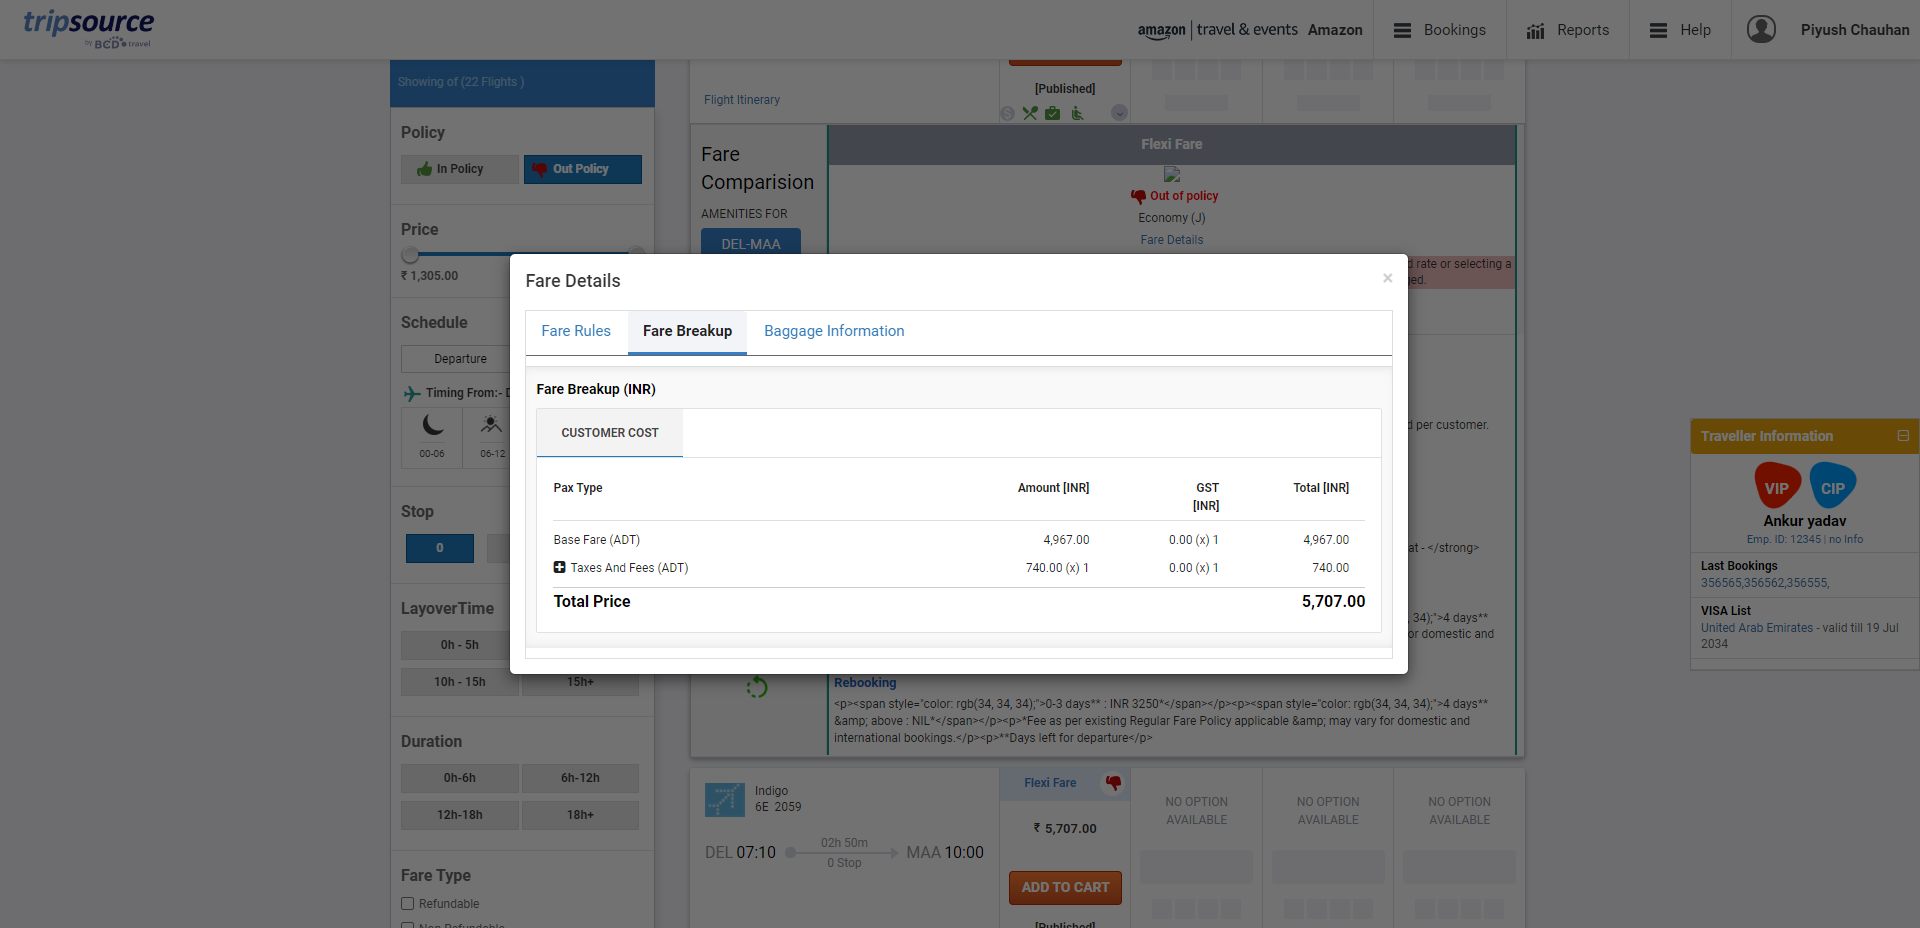 tripsource
by BCD travel
amazon | travel & events Amazon
Bookings
Reports
Help
Piyush Chauhan
Showing of (22 Flights )
Policy
In Policy
Out Policy
Price
₹ 1,305.00
Schedule
Departure
Timing From:-
00-06
06-12
Stop
0
LayoverTime
0h - 5h
10h - 15h
15h+
Duration
0h-6h
6h-12h
12h-18h
18h+
Fare Type
Refundable
Non Refundable
Flight Itinerary
[Published]
Fare
Comparision
AMENITIES FOR
DEL-MAA
Flexi Fare
Out of policy
Economy (J)
Fare Details
d rate or selecting a
ged.
Fare Details
×
Fare Rules
Fare Breakup
Baggage Information
Fare Breakup (INR)
CUSTOMER COST
Pax Type
Amount [INR]
GST
[INR]
Total [INR]
Base Fare (ADT)
4,967.00
0.00 (x) 1
4,967.00
Taxes And Fees (ADT)
740.00 (x) 1
0.00 (x) 1
740.00
Total Price
5,707.00
d per customer.
at - </strong>
, 34);">4 days**
or domestic and
Rebooking
<p><span style="color: rgb(34, 34, 34);">0-3 days** : INR 3250*</span></p><p><span style="color: rgb(34, 34, 34);">4 days**
&amp; above : NIL*</span></p><p>*Fee as per existing Regular Fare Policy applicable &amp; may vary for domestic and
international bookings.</p><p>**Days left for departure</p>
Indigo
6E 2059
DEL 07:10
02h 50m
0 Stop
MAA 10:00
Flexi Fare
₹ 5,707.00
ADD TO CART
[Published]
NO OPTION
AVAILABLE
NO OPTION
AVAILABLE
NO OPTION
AVAILABLE
Traveller Information
VIP
CIP
Ankur yadav
Emp. ID: 12345 | no Info
Last Bookings
356565,356562,356555,
VISA List
United Arab Emirates - valid till 19 Jul
2034